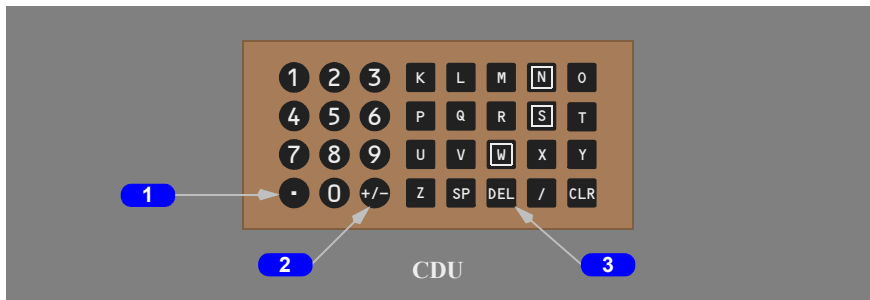 1 2 3 K L M N O
4 5 6 P Q R S T
7 8 9 U V W X Y
1 . 0 +/- Z SP DEL / CLR
2 CDU 3